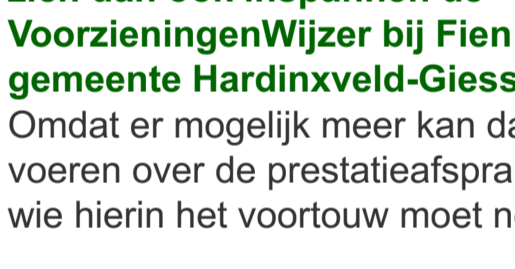 VoorzieningenWijzer bij Fien
gemeente Hardinxveld-Giess
Omdat er mogelijk meer kan da
voeren over de prestatieafspra
wie hierin het voortouw moet n